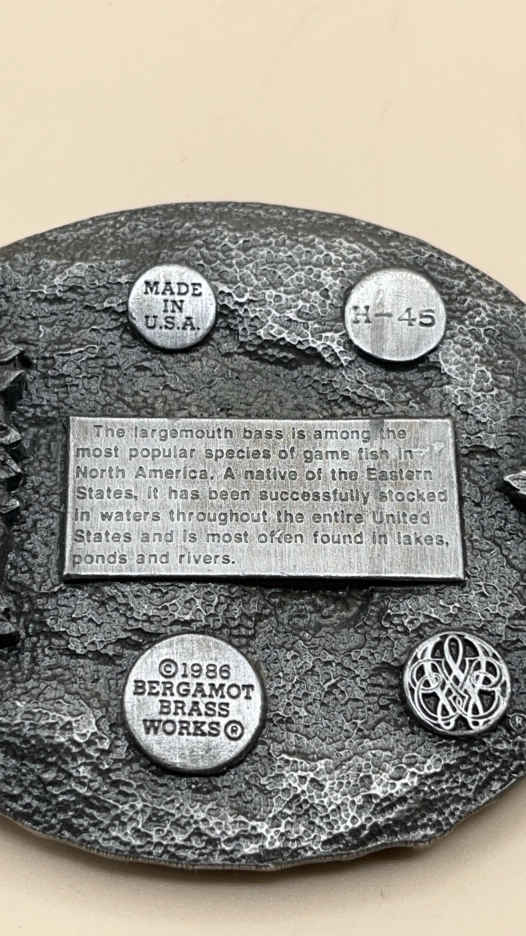 MADE
IN
U.S.A.
H-45
The largemouth bass is among the
most popular species of game fish in
North America. A native of the Eastern
States, it has been successfully stocked
in waters throughout the entire United
States and is most often found in lakes,
ponds and rivers.
©1986
BERGAMOT
BRASS
WORKS®